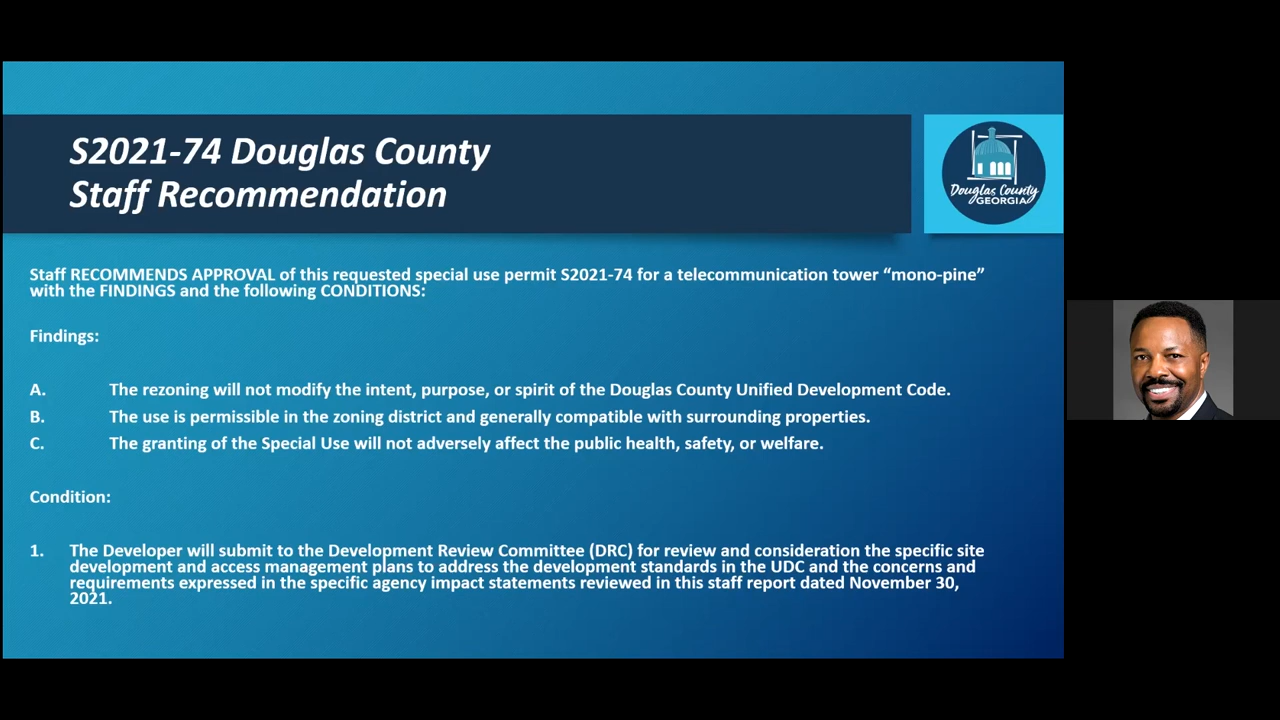 S2021-74 Douglas County
Staff Recommendation
Douglas County
GEORGIA
Staff RECOMMENDS APPROVAL of this requested special use permit S2021-74 for a telecommunication tower “mono-pine”
with the FINDINGS and the following CONDITIONS:
Findings:
A. The rezoning will not modify the intent, purpose, or spirit of the Douglas County Unified Development Code.
B. The use is permissible in the zoning district and generally compatible with surrounding properties.
C. The granting of the Special Use will not adversely affect the public health, safety, or welfare.
Condition:
1. The Developer will submit to the Development Review Committee (DRC) for review and consideration the specific site
development and access management plans to address the development standards in the UDC and the concerns and
requirements expressed in the specific agency impact statements reviewed in this staff report dated November 30,
2021.